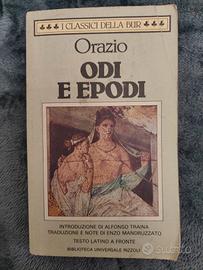 I CLASSICI DELLA BUR
Orazio
ODI
E EPODI
INTRODUZIONE DI ALFONSO TRAINA
TRADUZIONE E NOTE DI ENZO MANDRUZZATO
TESTO LATINO A FRONTE
BIBLIOTECA UNIVERSALE RIZZOLI
subito